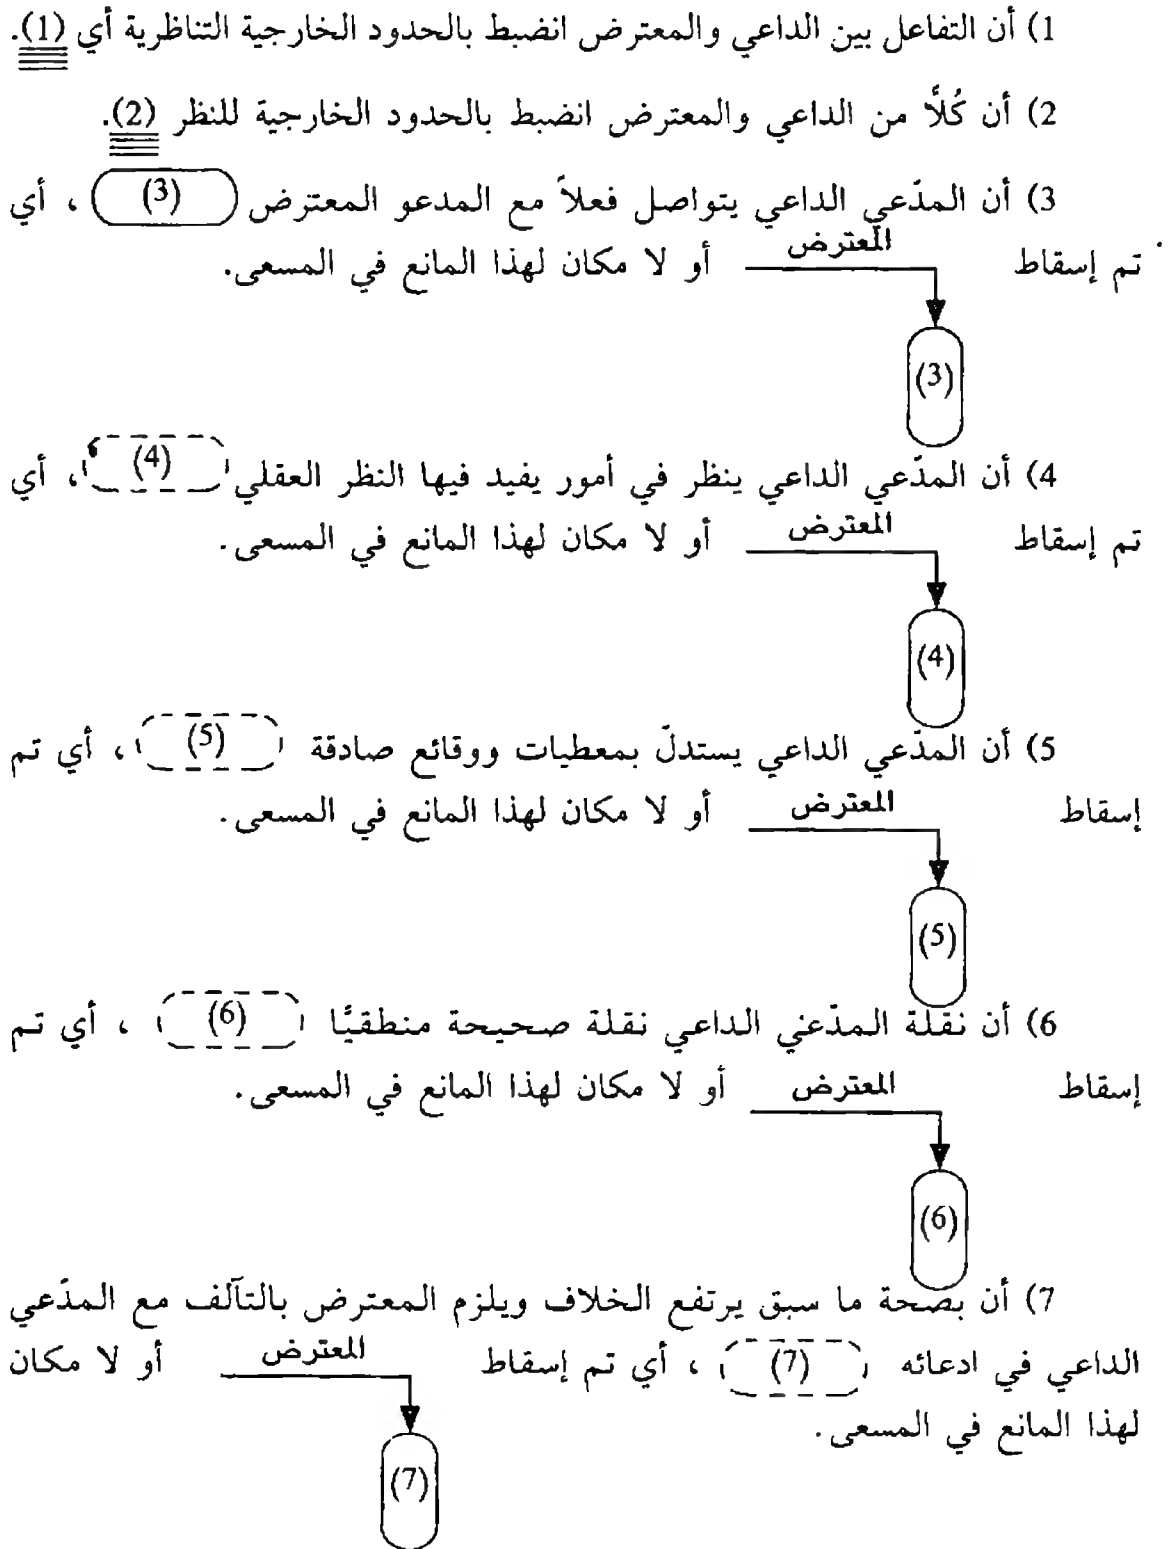 1) أن التفاعل بين الداعي والمعترض انضبط بالحدود الخارجية التناظرية أي (1).
2) أن كُلًّا من الداعي والمعترض انضبط بالحدود الخارجية للنظر (2).
3) أن المدّعي الداعي يتواصل فعلاً مع المدعو المعترض (3) ، أي
تم إسقاط المعترض أو لا مكان لهذا المانع في المسعى.
(3)
4) أن المدّعي الداعي ينظر في أمور يفيد فيها النظر العقلي (4) ، أي
تم إسقاط المعترض أو لا مكان لهذا المانع في المسعى.
(4)
5) أن المدّعي الداعي يستدلّ بمعطيات ووقائع صادقة (5) ، أي تم
إسقاط المعترض أو لا مكان لهذا المانع في المسعى.
(5)
6) أن نقلة المدّعي الداعي نقلة صحيحة منطقيًّا (6) ، أي تم
إسقاط المعترض أو لا مكان لهذا المانع في المسعى.
(6)
7) أن بصحة ما سبق يرتفع الخلاف ويلزم المعترض بالتآلف مع المدّعي
الداعي في ادعائه (7) ، أي تم إسقاط المعترض أو لا مكان
لهذا المانع في المسعى.
(7)